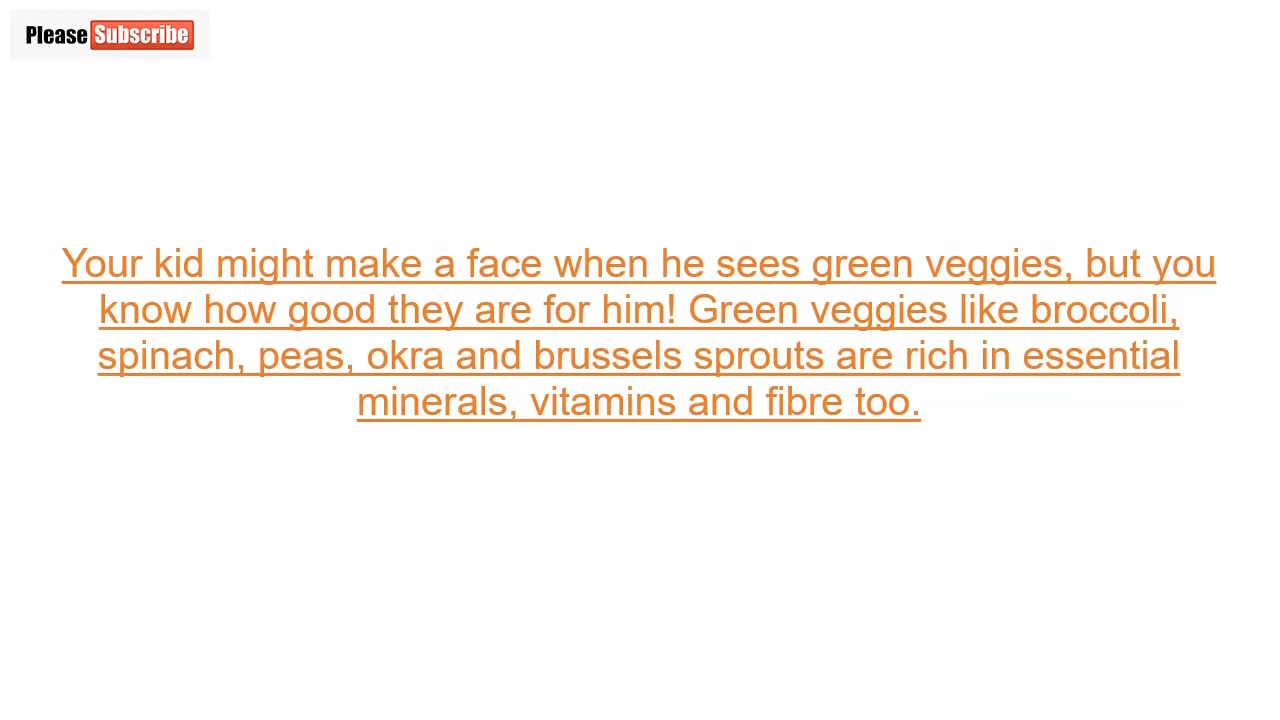 Please Subscribe
Your kid might make a face when he sees green veggies, but you
know how good they are for him! Green veggies like broccoli,
spinach, peas, okra and brussels sprouts are rich in essential
minerals, vitamins and fibre too.